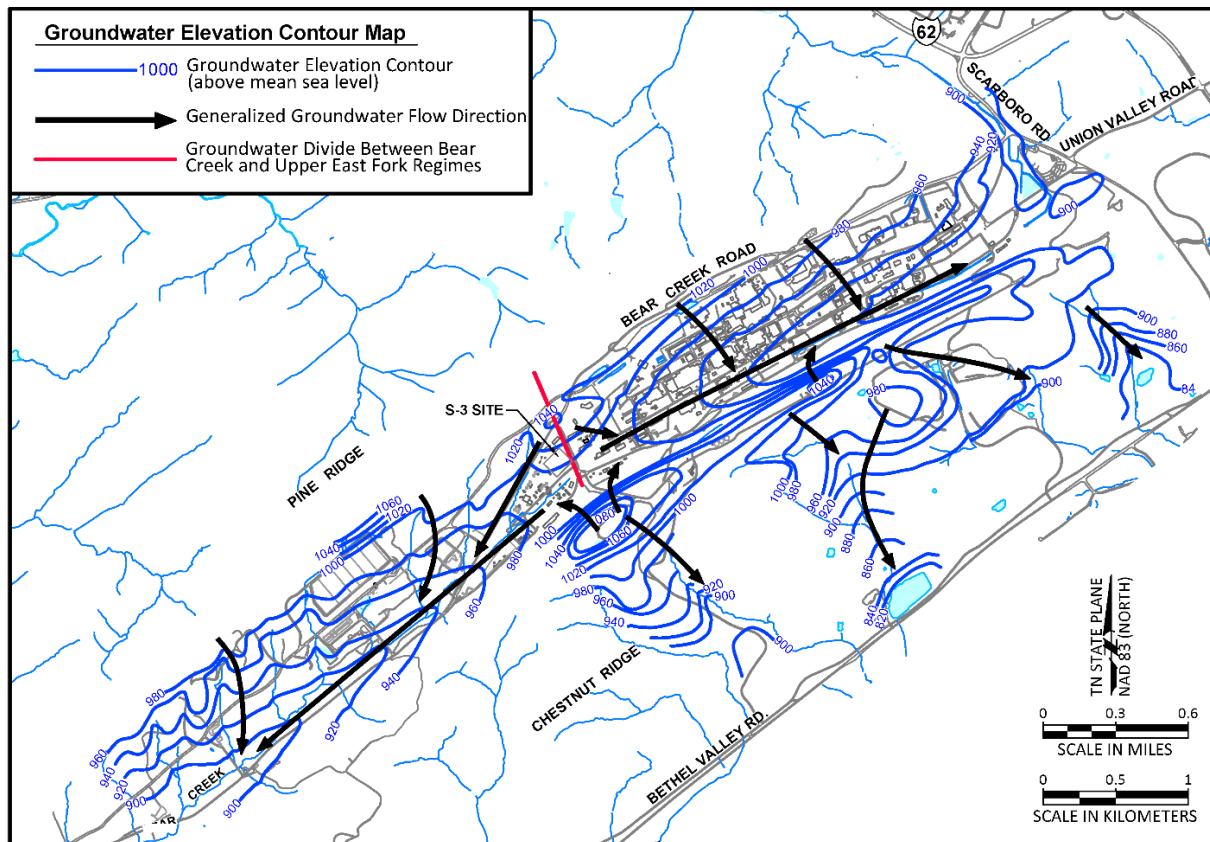 Groundwater Elevation Contour Map
1000 Groundwater Elevation Contour
(above mean sea level)
Generalized Groundwater Flow Direction
Groundwater Divide Between Bear
Creek and Upper East Fork Regimes
62
SCARBORO RD
UNION VALLEY ROAD
900
940
920
960
900
980
BEAR CREEK ROAD
1000
1020
900
880
860
84
1040
900
980
S-3 SITE
1040
1020
PINE RIDGE
1000
980
960
920
900
880
860
840
820
1000
1080
1060
1000
1040
1020
980
960
940
920
900
900
1060
1020
1040
1000
980
960
940
920
900
980
960
940
920
900
CREEK
AR
CHESTNUT RIDGE
BETHEL VALLEY RD.
TN STATE PLANE
NAD 83 (NORTH)
0 0.3 0.6
SCALE IN MILES
0 0.5 1
SCALE IN KILOMETERS